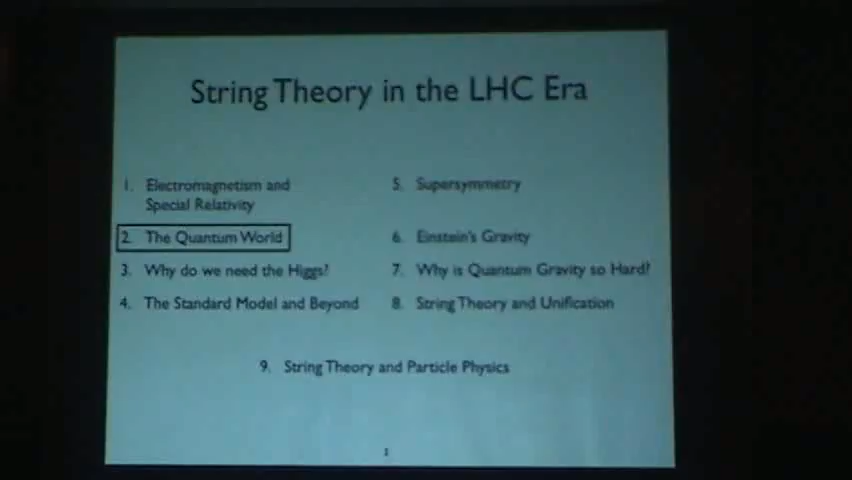 String Theory in the LHC Era
1. Electromagnetism and
Special Relativity
2. The Quantum World
3. Why do we need the Higgs?
4. The Standard Model and Beyond
5. Supersymmetry
6. Einstein's Gravity
7. Why is Quantum Gravity so Hard?
8. String Theory and Unification
9. String Theory and Particle Physics